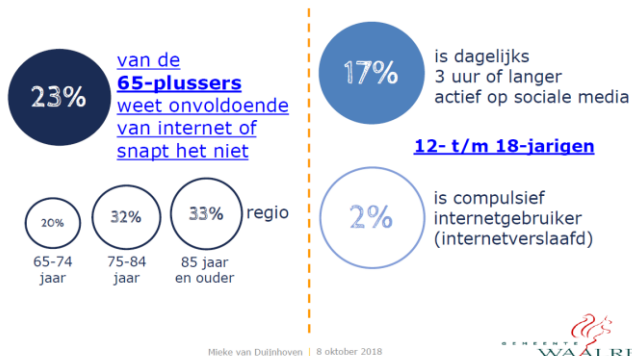 23%
van de
65-plussers
weet onvoldoende
van internet of
snapt het niet
20%
32%
33%
regio
65-74
jaar
75-84
jaar
85 jaar
en ouder
17%
is dagelijks
3 uur of langer
actief op sociale media
12- t/m 18-jarigen
2%
is compulsief
internetgebruiker
(internetverslaafd)
Mieke van Duijnhoven | 8 oktober 2018
GEMEENTE